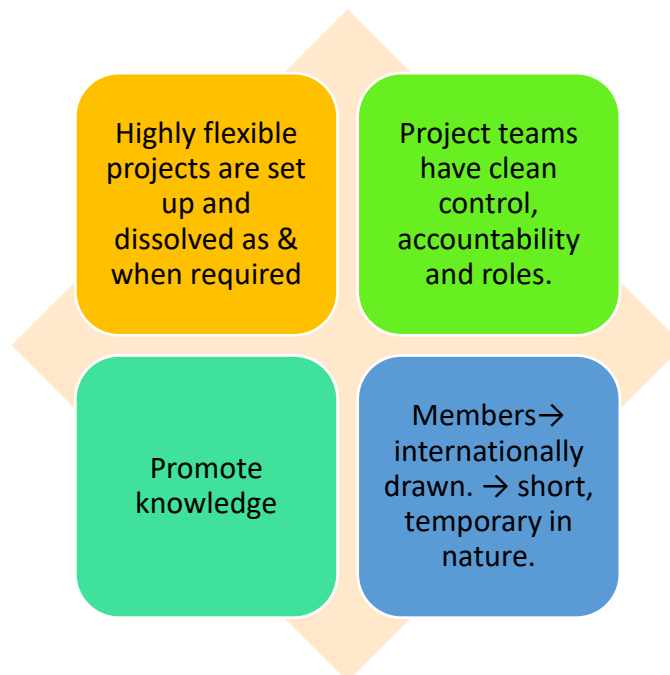 Highly flexible
projects are set
up and
dissolved as &
when required
Project teams
have clean
control,
accountability
and roles.
Promote
knowledge
Members→
internationally
drawn. → short,
temporary in
nature.